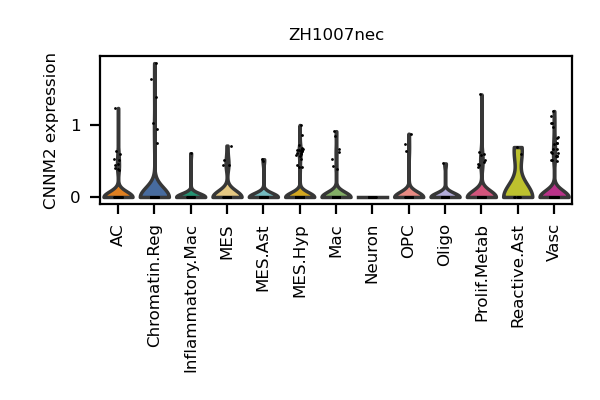 ZH1007nec
CNNM2 expression
1
0
AC
Chromatin.Reg
Inflammatory.Mac
MES
MES.Ast
MES.Hyp
Mac
Neuron
OPC
Oligo
Prolif.Metab
Reactive.Ast
Vasc